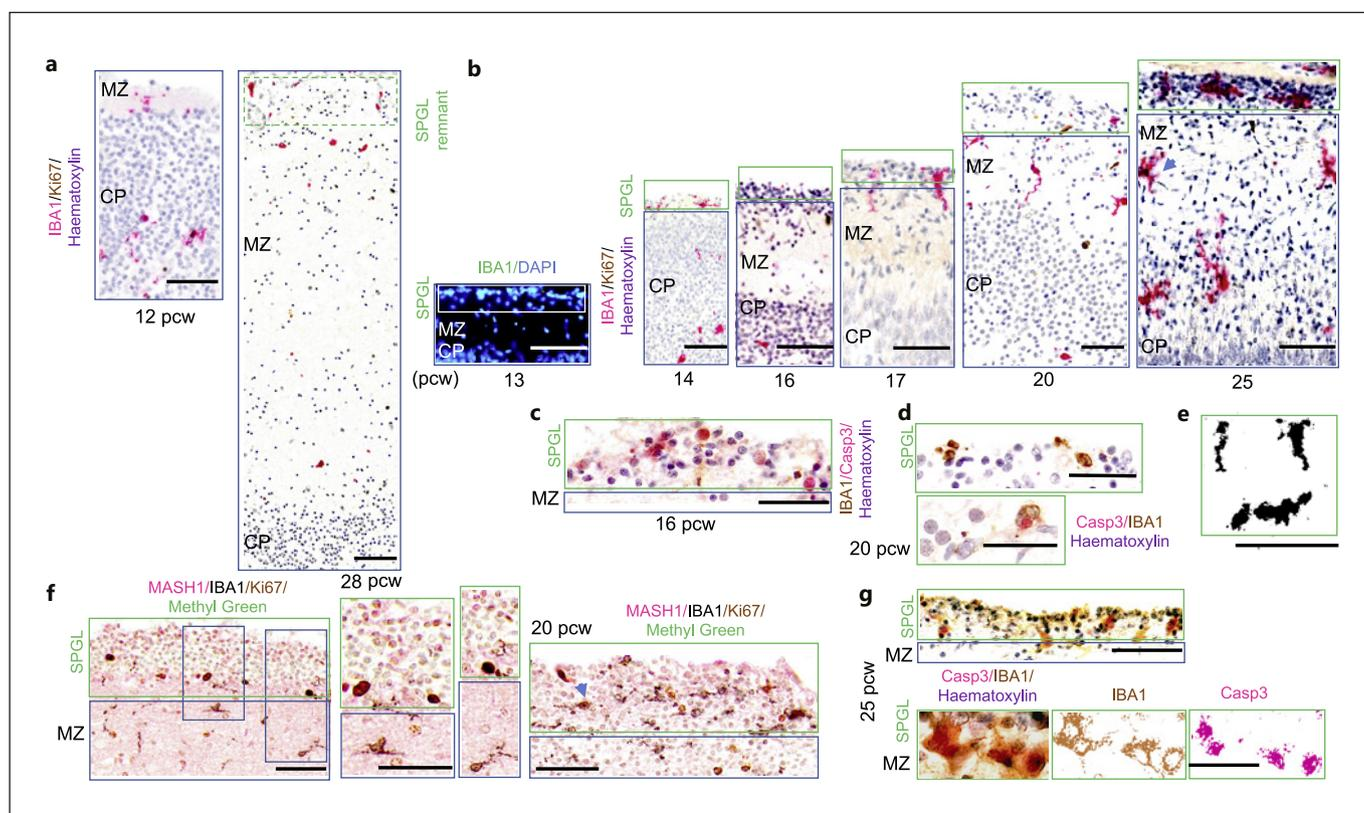 a
MZ
CP
IBA1/Ki67/
Haematoxylin
12 pcw
MZ
CP
28 pcw
SPGL
remnant
b
IBA1/DAPI
SPGL
MZ
CP
(pcw)
13
IBA1/Ki67/
Haematoxylin
SPGL
CP
14
MZ
CP
16
MZ
CP
17
MZ
CP
20
MZ
CP
25
c
SPGL
MZ
16 pcw
IBA1/Casp3/
Haematoxylin
d
SPGL
20 pcw
Casp3/IBA1
Haematoxylin
e
f
MASH1/IBA1/Ki67/
Methyl Green
SPGL
MZ
20 pcw
MASH1/IBA1/Ki67/
Methyl Green
g
SPGL
MZ
25 pcw
Casp3/IBA1/
Haematoxylin
IBA1
Casp3
SPGL
MZ